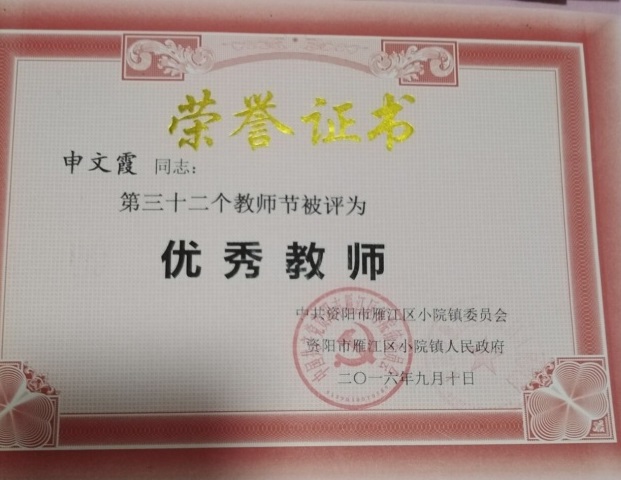 荣誉证书
申文霞 同志：
第三十二个教师节被评为
优秀教师
中共资阳市雁江区小院镇委员会
资阳市雁江区小院镇人民政府
二〇一六年九月十日